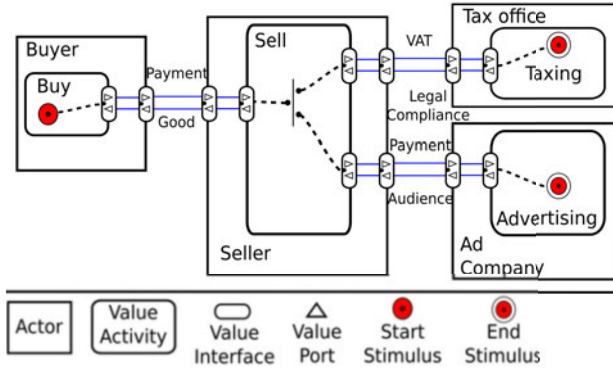 Tax office
Buyer
Sell
VAT
Buy
Payment
Taxing
Good
Legal
Compliance
Payment
Audience
Advertising
Seller
Ad
Company
Actor
Value
Activity
Value
Interface
Value
Port
Start
Stimulus
End
Stimulus